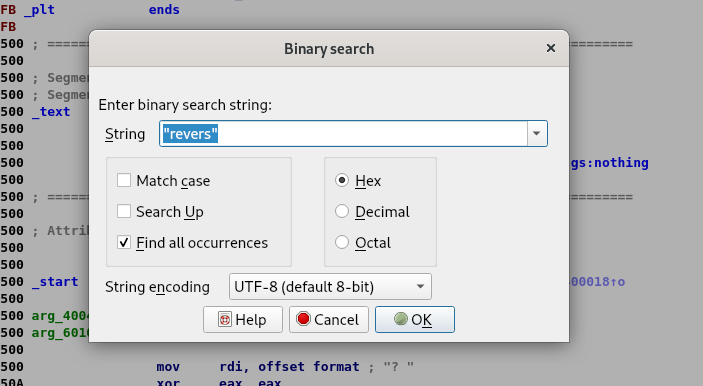 FB _plt ends
FB
500 ; ================
500
500 ; Segme
500 ; Segme
500 _text
500
500
500 gs:nothing
500
500 ; ================
500
500 ; Attrib
500
500
500 _start 400018↑o
500
500 arg_400
500 arg_601
500
500 mov rdi, offset format ; "? "
50A xor eax, eax
Binary search
×
Enter binary search string:
String "revers"
Match case
Hex
Search Up
Decimal
Find all occurrences
Octal
String encoding UTF-8 (default 8-bit)
Help Cancel OK